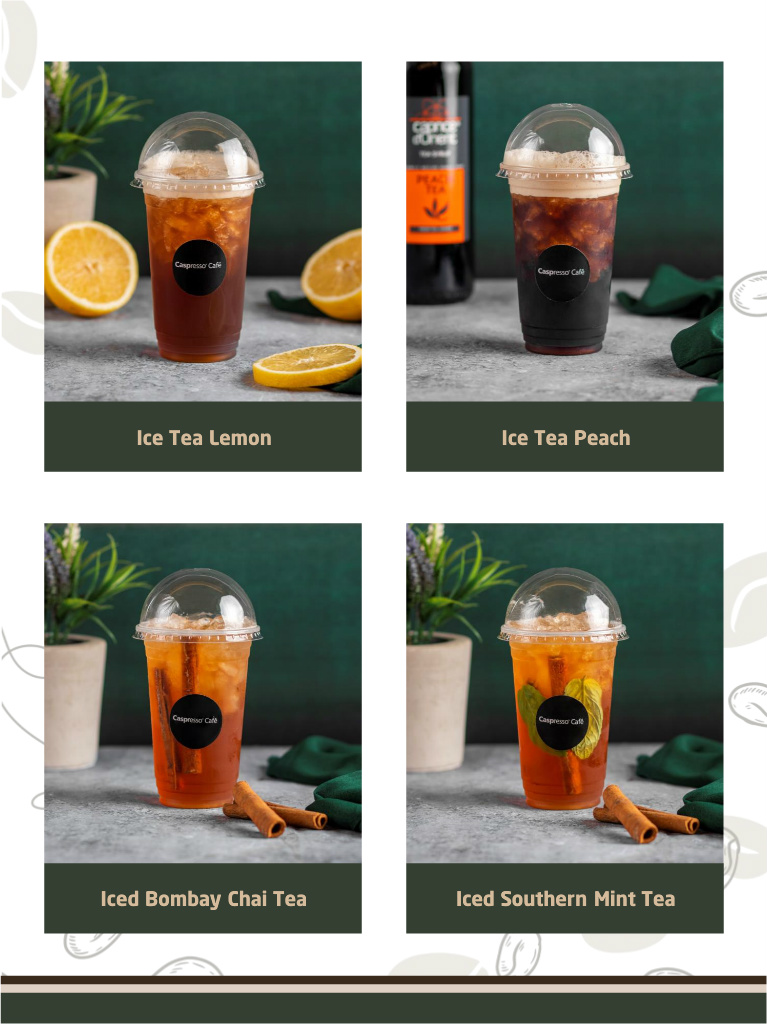 Caspresso Café
Ice Tea Lemon
PEACH
TEA
Caspresso Café
Ice Tea Peach
Caspresso Café
Iced Bombay Chai Tea
Caspresso Café
Iced Southern Mint Tea